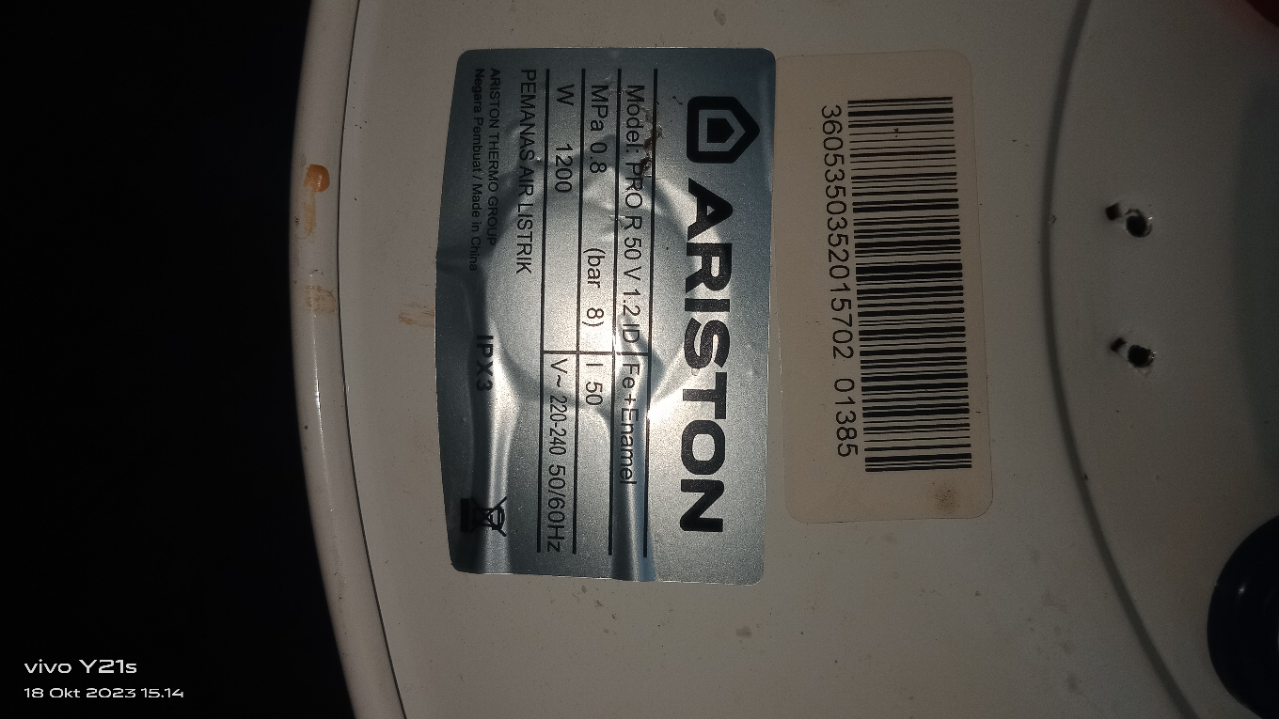 ARISTON
Model: PRO R 50 V 1.2 ID Fe+Enamel
MPa 0.8 (bar 8) l 50
W 1200 V~ 220-240 50/60Hz
PEMANAS AIR LISTRIK
ARISTON THERMO GROUP
Negara Pembuat / Made in China
IPX3
3605350352015702 01385
vivo Y21s
18 Okt 2023 15.14